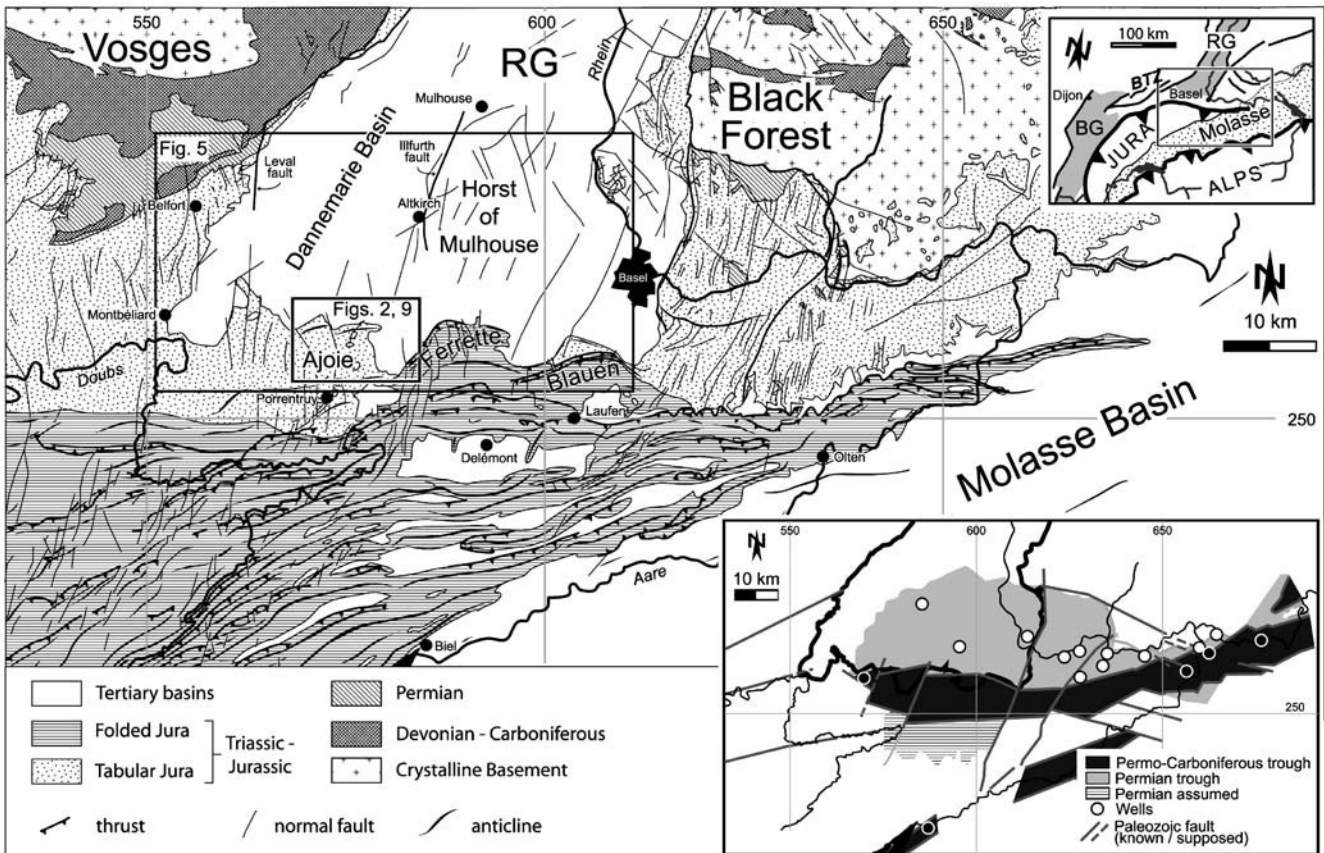 550
600
650
Vosges
RG
Rhein
Black
Forest
Mulhouse
Fig. 5
Leval
fault
Dannemarie Basin
Illfurth
fault
Horst
of
Mulhouse
Belfort
Altkirch
Basel
Montbéliard
Figs. 2, 9
Ajoie
Ferrette
Blauen
Doubs
Porrentruy
Laufen
Delémont
Olten
250
Molasse Basin
Aare
Biel
100 km
N
RG
Dijon
BTZ
Basel
BG
JURA
Molasse
ALPS
N
10 km
Tertiary basins
Folded Jura
Tabular Jura
Triassic -
Jurassic
Permian
Devonian - Carboniferous
Crystalline Basement
thrust
normal fault
anticline
N
10 km
550
600
650
250
Permo-Carboniferous trough
Permian trough
Permian assumed
Wells
Paleozoic fault
(known / supposed)